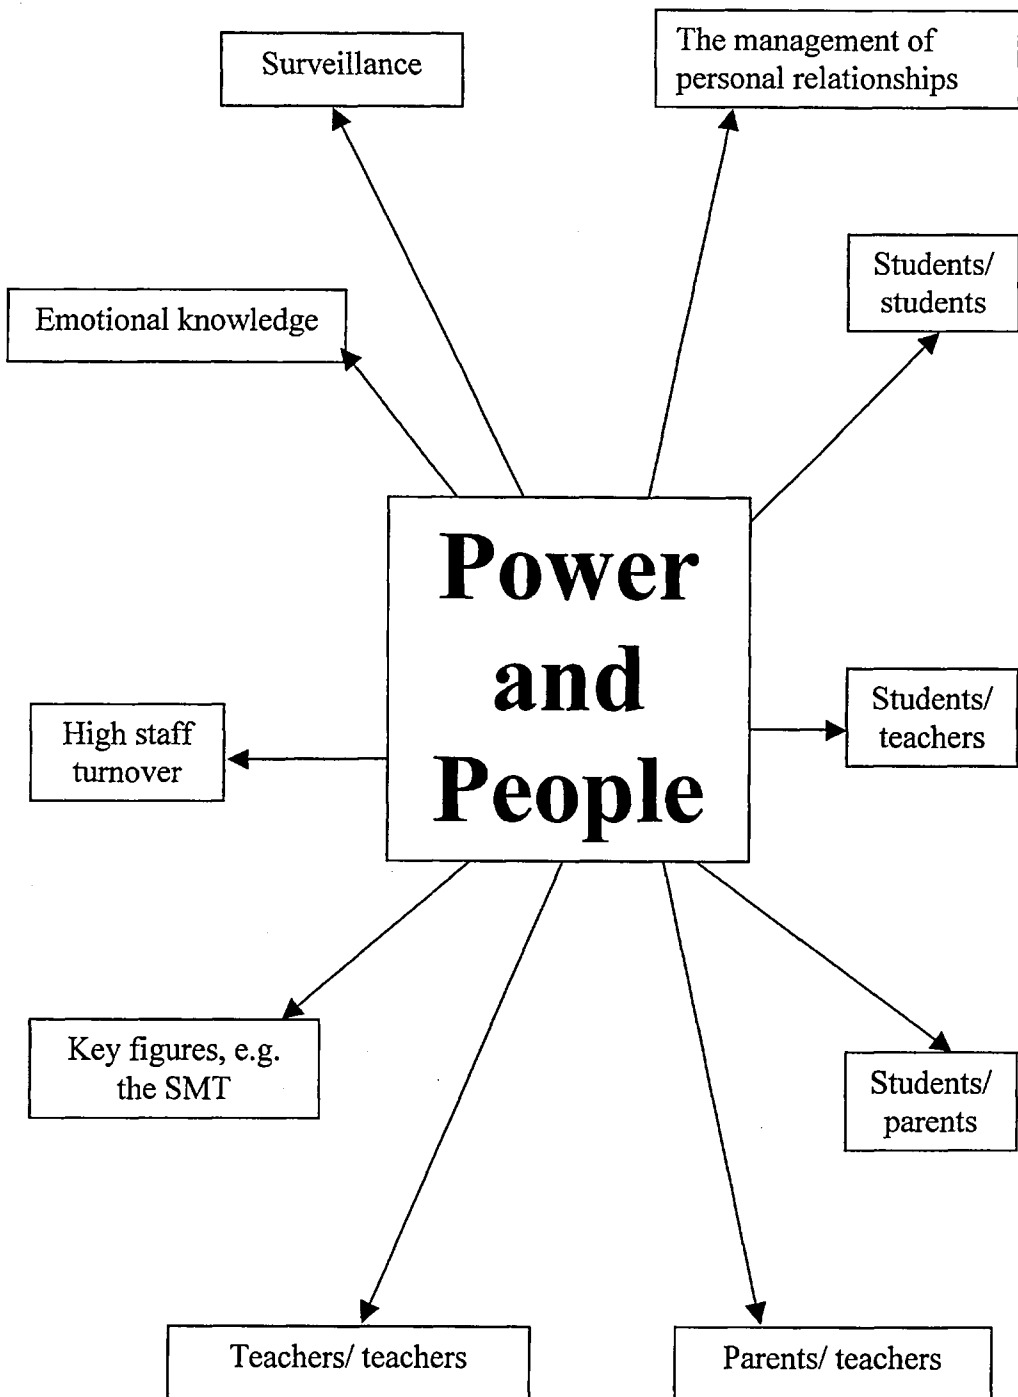 Surveillance
The management of
personal relationships
Students/
students
Emotional knowledge
Power
and
People
Students/
teachers
High staff
turnover
Key figures, e.g.
the SMT
Students/
parents
Teachers/ teachers
Parents/ teachers